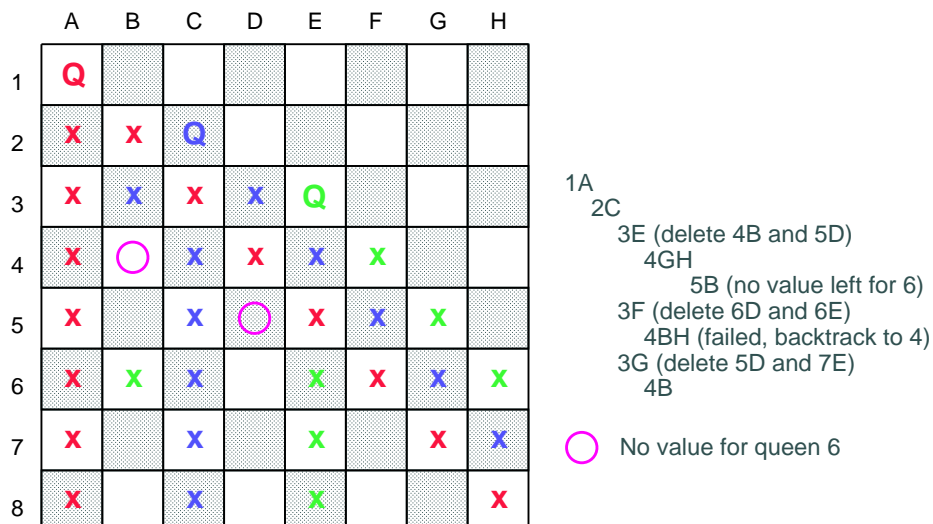 A B C D E F G H
1 Q
2 X X Q
3 X X X X Q
4 X X X X X
5 X X X X X
6 X X X X X X X
7 X X X X X
8 X X X X
1A
2C
3E (delete 4B and 5D)
4GH
5B (no value left for 6)
3F (delete 6D and 6E)
4BH (failed, backtrack to 4)
3G (delete 5D and 7E)
4B
No value for queen 6